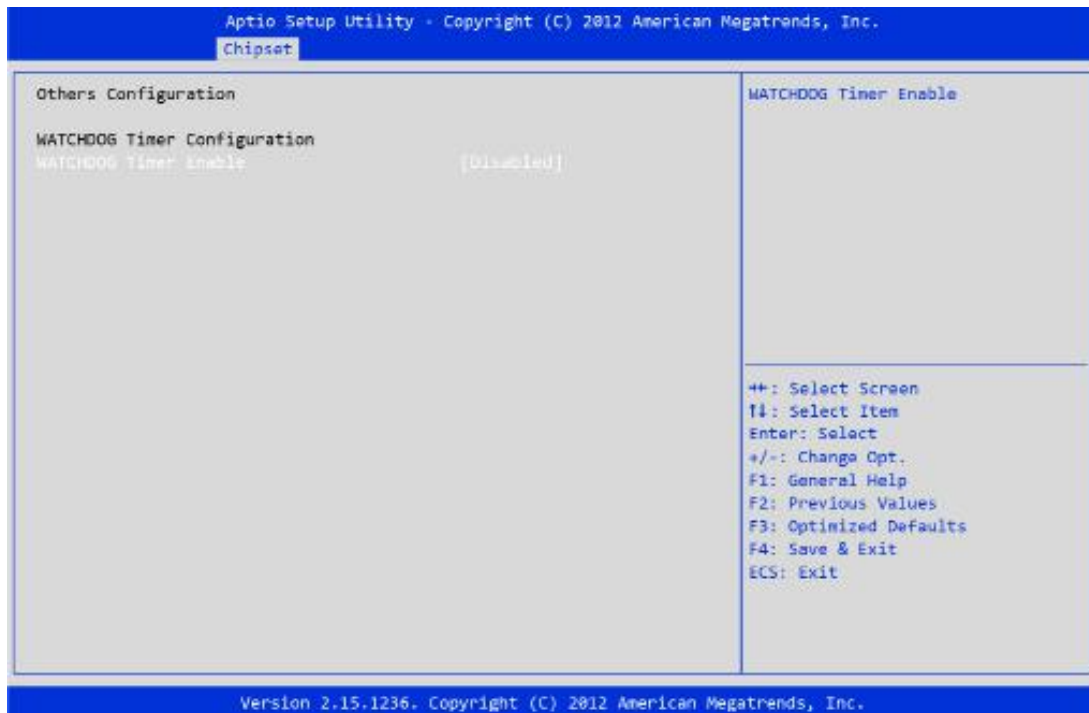 Aptio Setup Utility - Copyright (C) 2012 American Megatrends, Inc.
Chipset
Others Configuration
WATCHDOG Timer Configuration
WATCHDOG Timer Enable [Disabled]
WATCHDOG Timer Enable
→←: Select Screen
↑↓: Select Item
Enter: Select
+/-: Change Opt.
F1: General Help
F2: Previous Values
F3: Optimized Defaults
F4: Save & Exit
ECS: Exit
Version 2.15.1236. Copyright (C) 2012 American Megatrends, Inc.